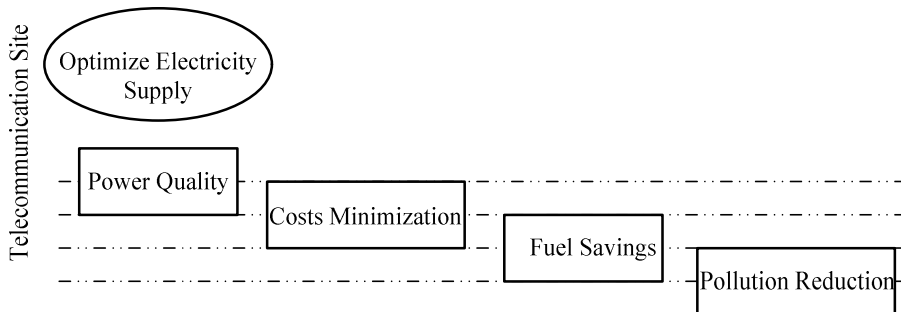 Telecommunication Site
Optimize Electricity
Supply
Power Quality
Costs Minimization
Fuel Savings
Pollution Reduction